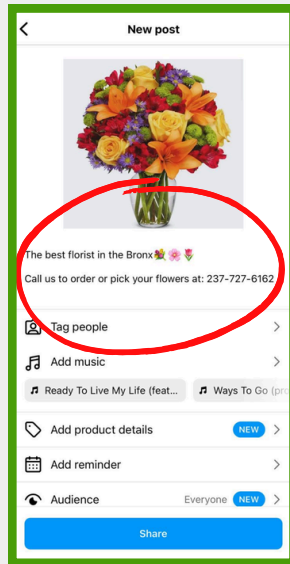 New post
The best florist in the Bronx💐🌸🌷
Call us to order or pick your flowers at: 237-727-6162
Tag people
Add music
Ready To Live My Life (feat...
Ways To Go (pro
Add product details NEW
Add reminder
Audience Everyone NEW
Share